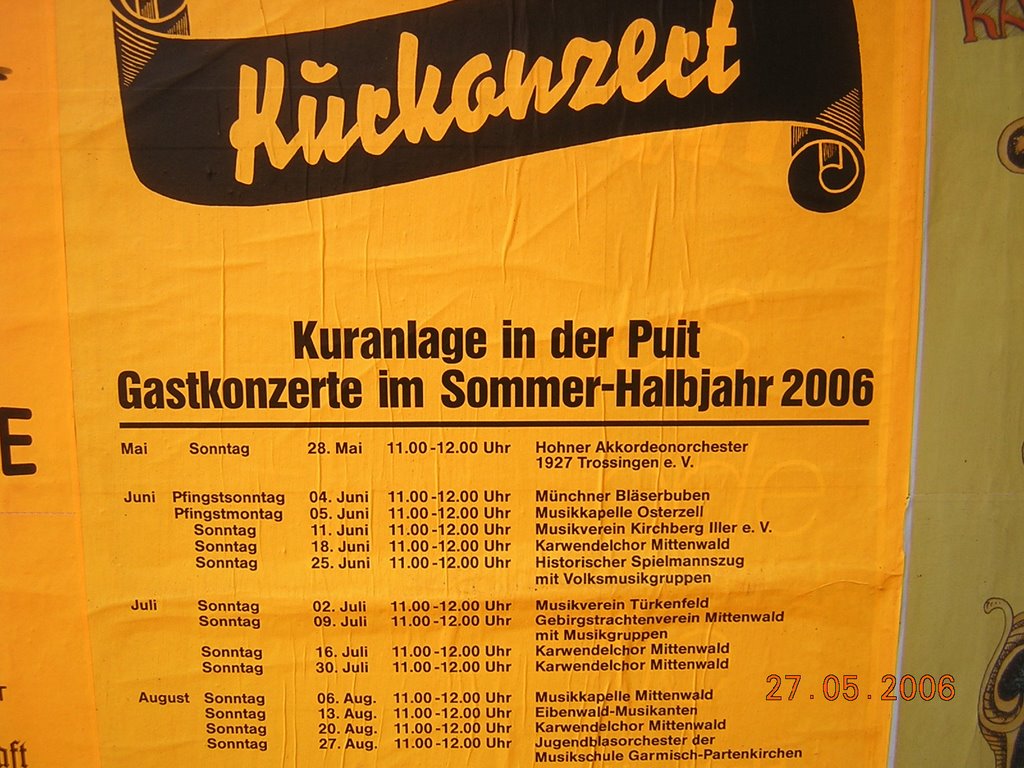 Kurkonzert
Kuranlage in der Puit
Gastkonzerte im Sommer-Halbjahr 2006
Mai Sonntag 28. Mai 11.00-12.00 Uhr Hohner Akkordeonorchester
1927 Trossingen e. V.
Juni Pfingstsonntag 04. Juni 11.00-12.00 Uhr Münchner Bläserbuben
Pfingstmontag 05. Juni 11.00-12.00 Uhr Musikkapelle Osterzell
Sonntag 11. Juni 11.00-12.00 Uhr Musikverein Kirchberg Iller e. V.
Sonntag 18. Juni 11.00-12.00 Uhr Karwendelchor Mittenwald
Sonntag 25. Juni 11.00-12.00 Uhr Historischer Spielmannszug
mit Volksmusikgruppen
Juli Sonntag 02. Juli 11.00-12.00 Uhr Musikverein Türkenfeld
Sonntag 09. Juli 11.00-12.00 Uhr Gebirgstrachtenverein Mittenwald
mit Musikgruppen
Sonntag 16. Juli 11.00-12.00 Uhr Karwendelchor Mittenwald
Sonntag 30. Juli 11.00-12.00 Uhr Karwendelchor Mittenwald
August Sonntag 06. Aug. 11.00-12.00 Uhr Musikkapelle Mittenwald
Sonntag 13. Aug. 11.00-12.00 Uhr Eibenwald-Musikanten
Sonntag 20. Aug. 11.00-12.00 Uhr Karwendelchor Mittenwald
Sonntag 27. Aug. 11.00-12.00 Uhr Jugendblasorchester der
Musikschule Garmisch-Partenkirchen
27.05.2006